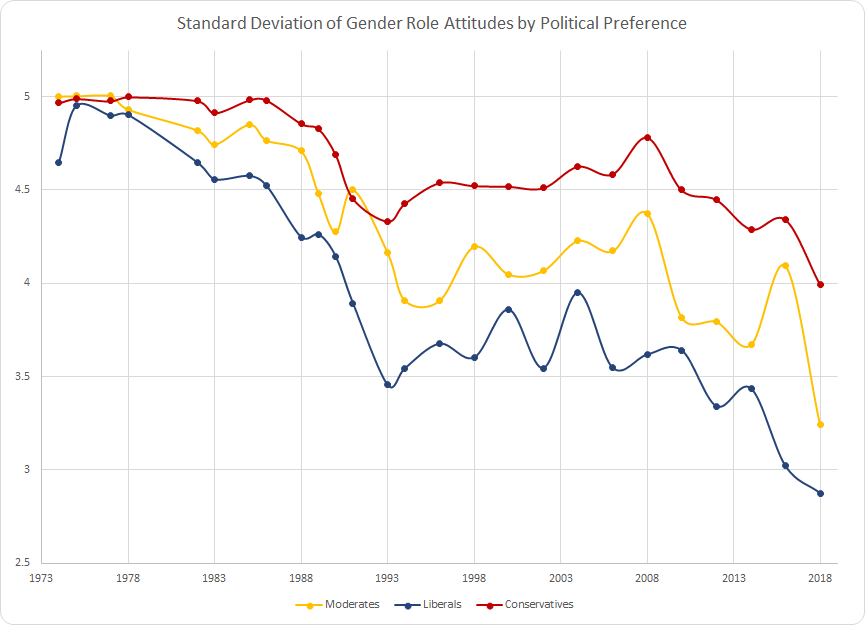 Standard Deviation of Gender Role Attitudes by Political Preference
5
4.5
4
3.5
3
2.5
1973 1978 1983 1988 1993 1998 2003 2008 2013 2018
Moderates Liberals Conservatives